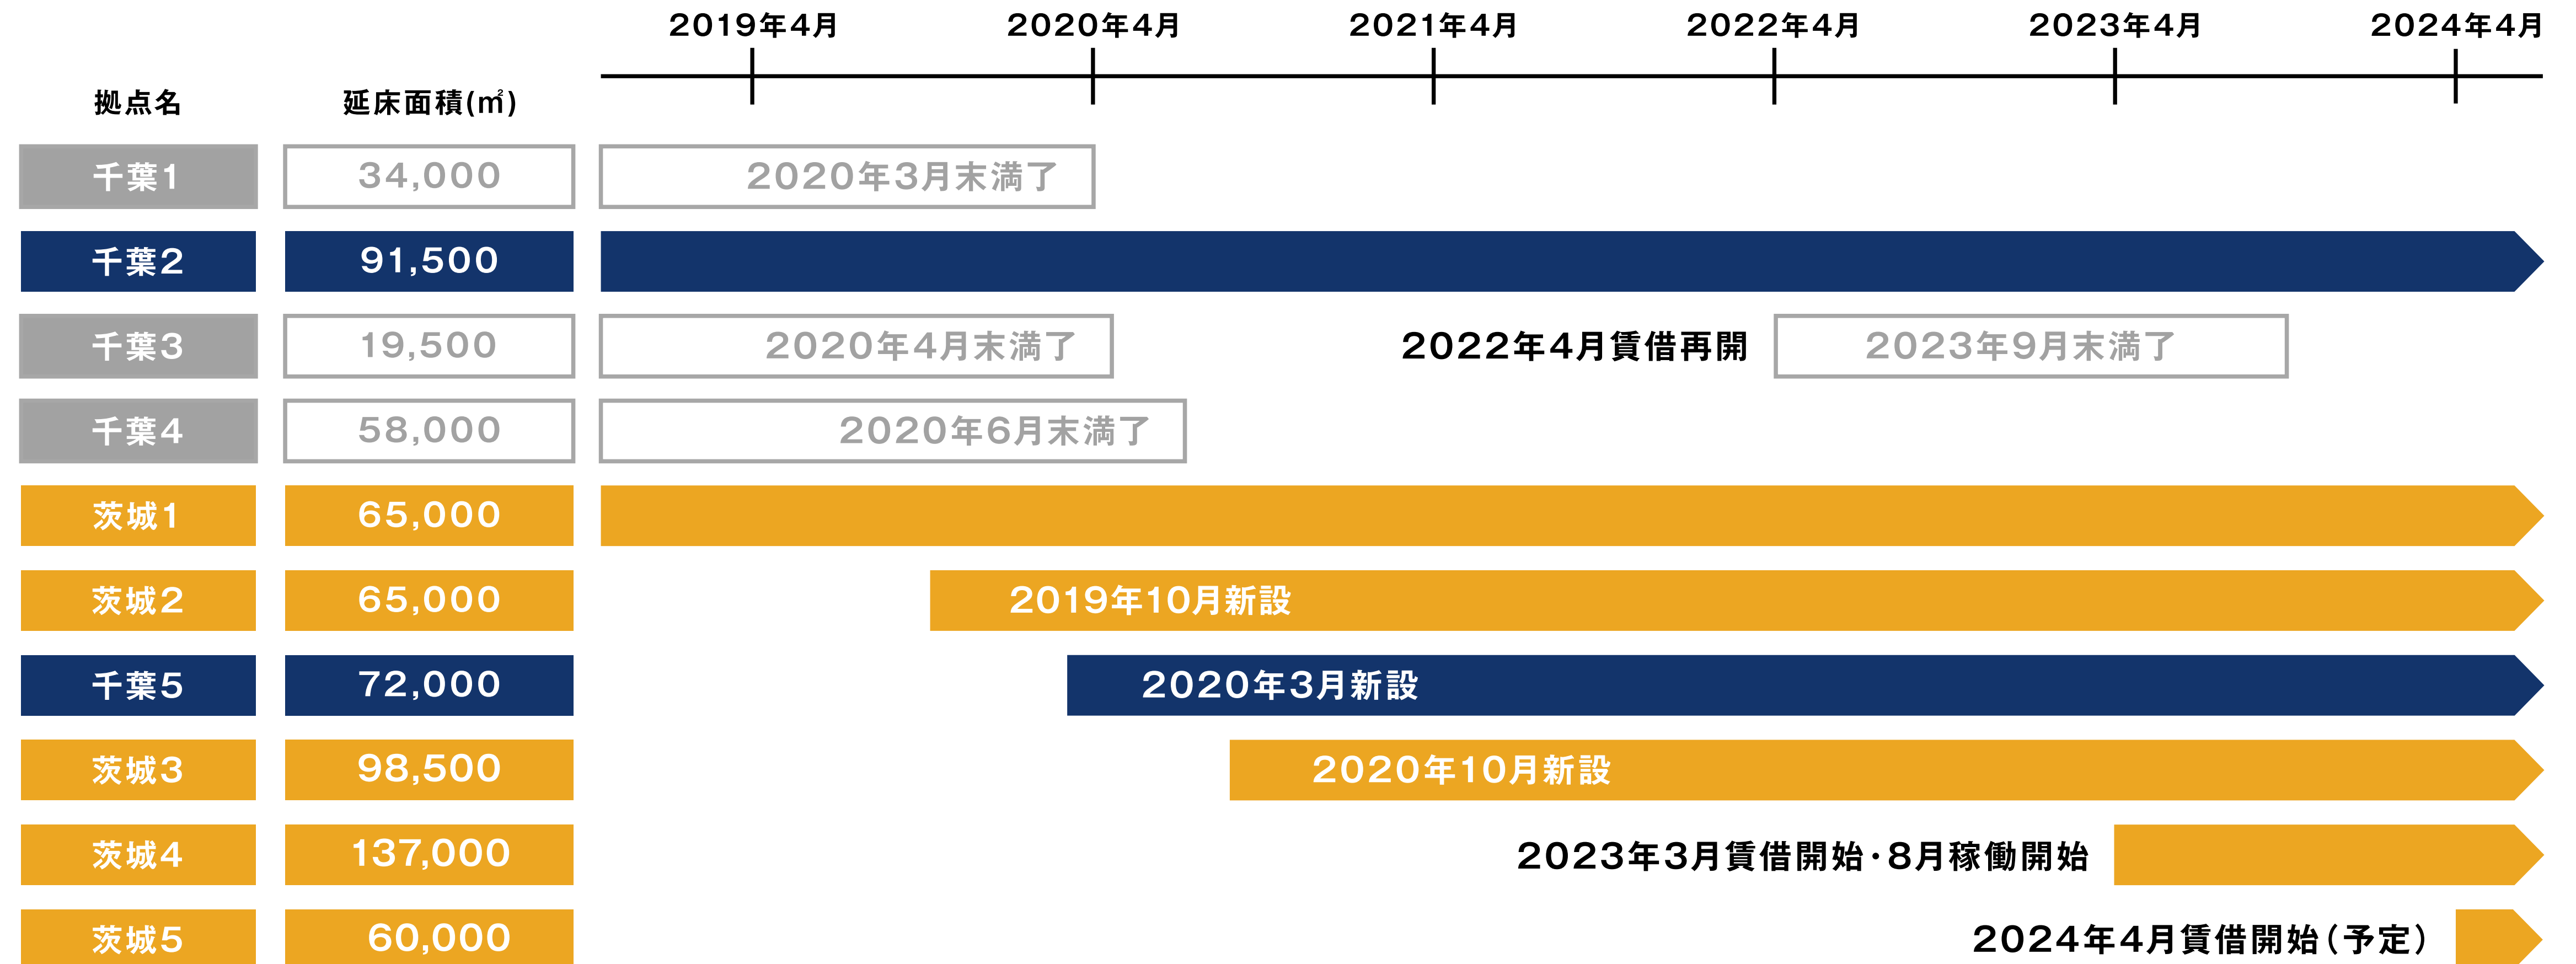 2019年4月 2020年4月 2021年4月 2022年4月 2023年4月 2024年4月
拠点名 延床面積(㎡)
千葉1 34,000 2020年3月末満了
千葉2 91,500
千葉3 19,500 2020年4月末満了 2022年4月賃借再開 2023年9月末満了
千葉4 58,000 2020年6月末満了
茨城1 65,000
茨城2 65,000 2019年10月新設
千葉5 72,000 2020年3月新設
茨城3 98,500 2020年10月新設
茨城4 137,000 2023年3月賃借開始・8月稼働開始
茨城5 60,000 2024年4月賃借開始(予定)